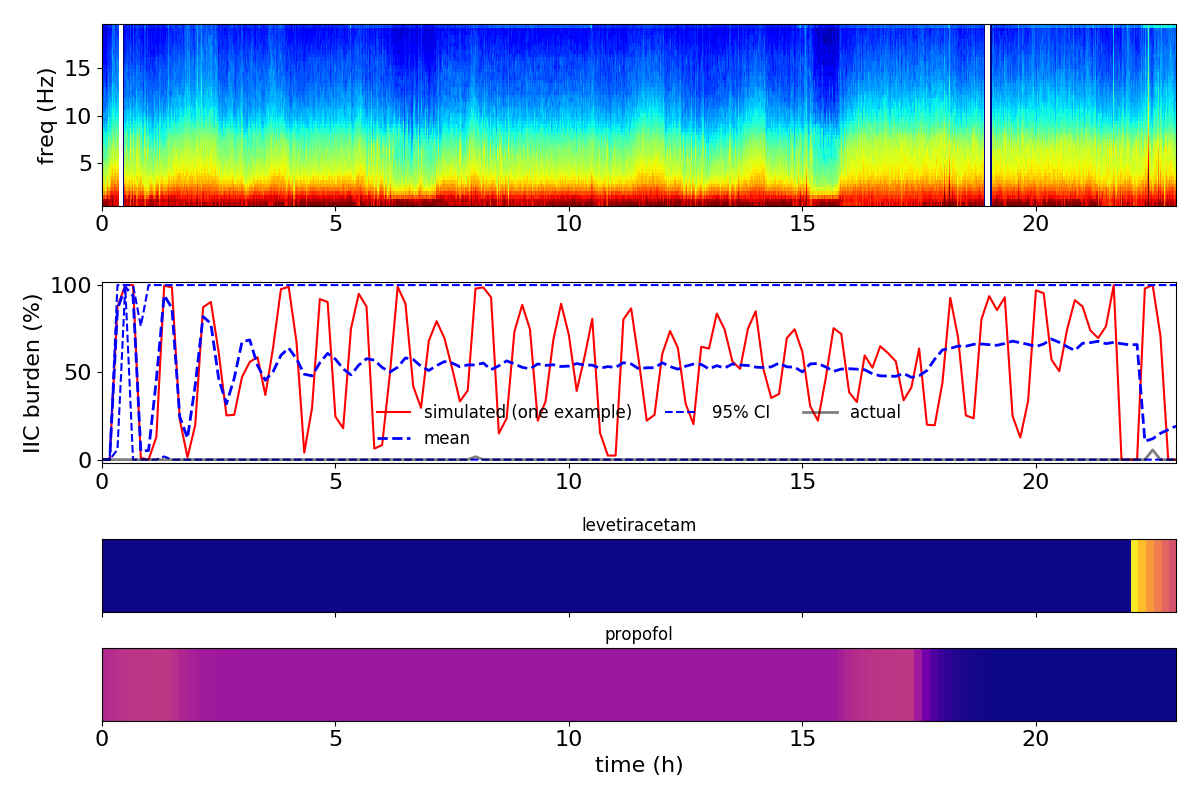 freq (Hz)
15
10
5
0 5 10 15 20
IIC burden (%)
100
50
0
simulated (one example) 95% CI actual
mean
0 5 10 15 20
levetiracetam
propofol
0 5 10 15 20
time (h)